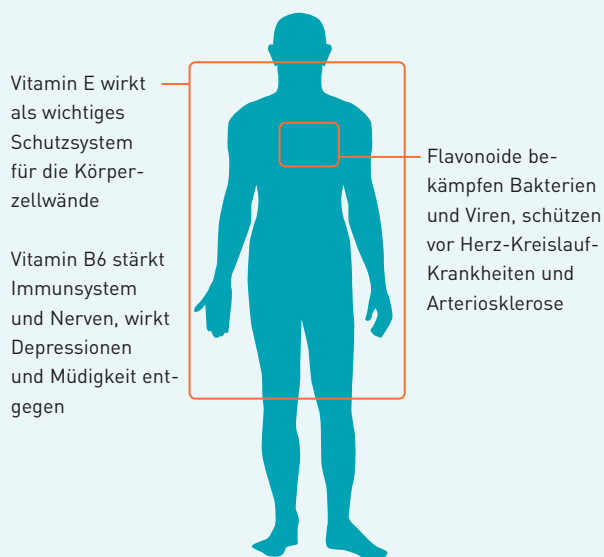 Vitamin E wirkt
als wichtiges
Schutzsystem
für die Körper-
zellwände
Vitamin B6 stärkt
Immunsystem
und Nerven, wirkt
Depressionen
und Müdigkeit ent-
gegen
Flavonoide be-
kämpfen Bakterien
und Viren, schützen
vor Herz-Kreislauf-
Krankheiten und
Arteriosklerose